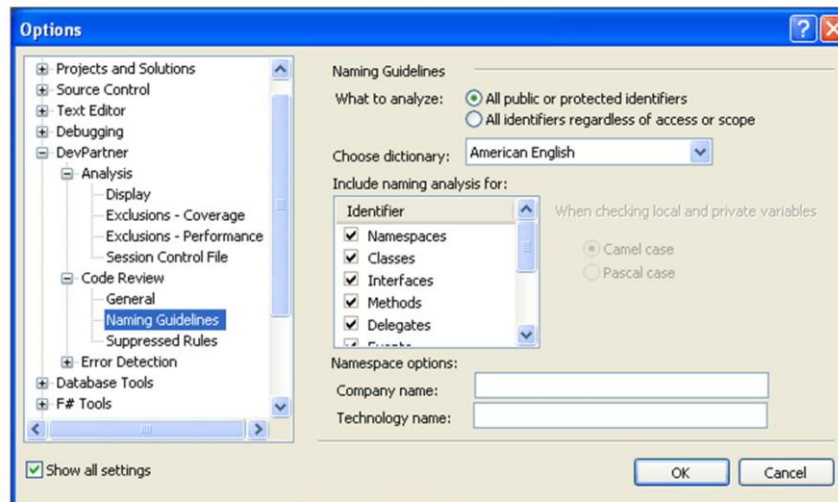 Options
Projects and Solutions
Source Control
Text Editor
Debugging
DevPartner
Analysis
Display
Exclusions - Coverage
Exclusions - Performance
Session Control File
Code Review
General
Naming Guidelines
Suppressed Rules
Error Detection
Database Tools
F# Tools
Show all settings
Naming Guidelines
What to analyze:
All public or protected identifiers
All identifiers regardless of access or scope
Choose dictionary: American English
Include naming analysis for:
Identifier
Namespaces
Classes
Interfaces
Methods
Delegates
Events
When checking local and private variables
Camel case
Pascal case
Namespace options:
Company name:
Technology name:
OK Cancel